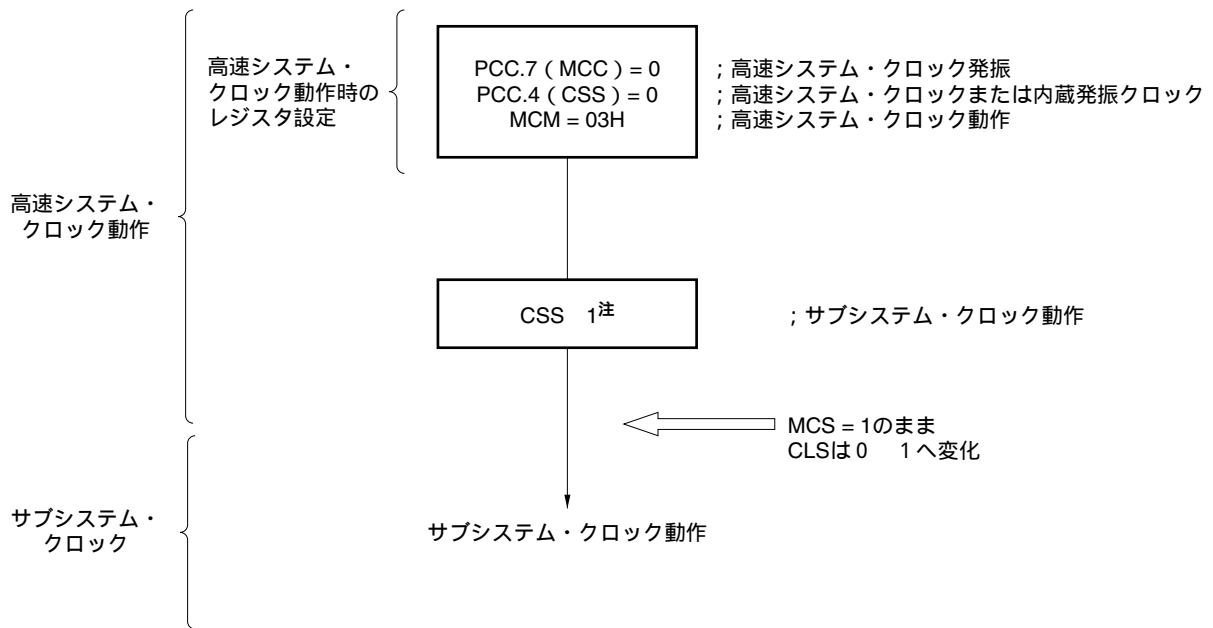 高速システム・
クロック動作時の
レジスタ設定
PCC.7（MCC）= 0
PCC.4（CSS）= 0
MCM = 03H
；高速システム・クロック発振
；高速システム・クロックまたは内蔵発振クロック
；高速システム・クロック動作
高速システム・
クロック動作
CSS　1注
；サブシステム・クロック動作
MCS = 1のまま
CLSは0　1へ変化
サブシステム・
クロック
サブシステム・クロック動作